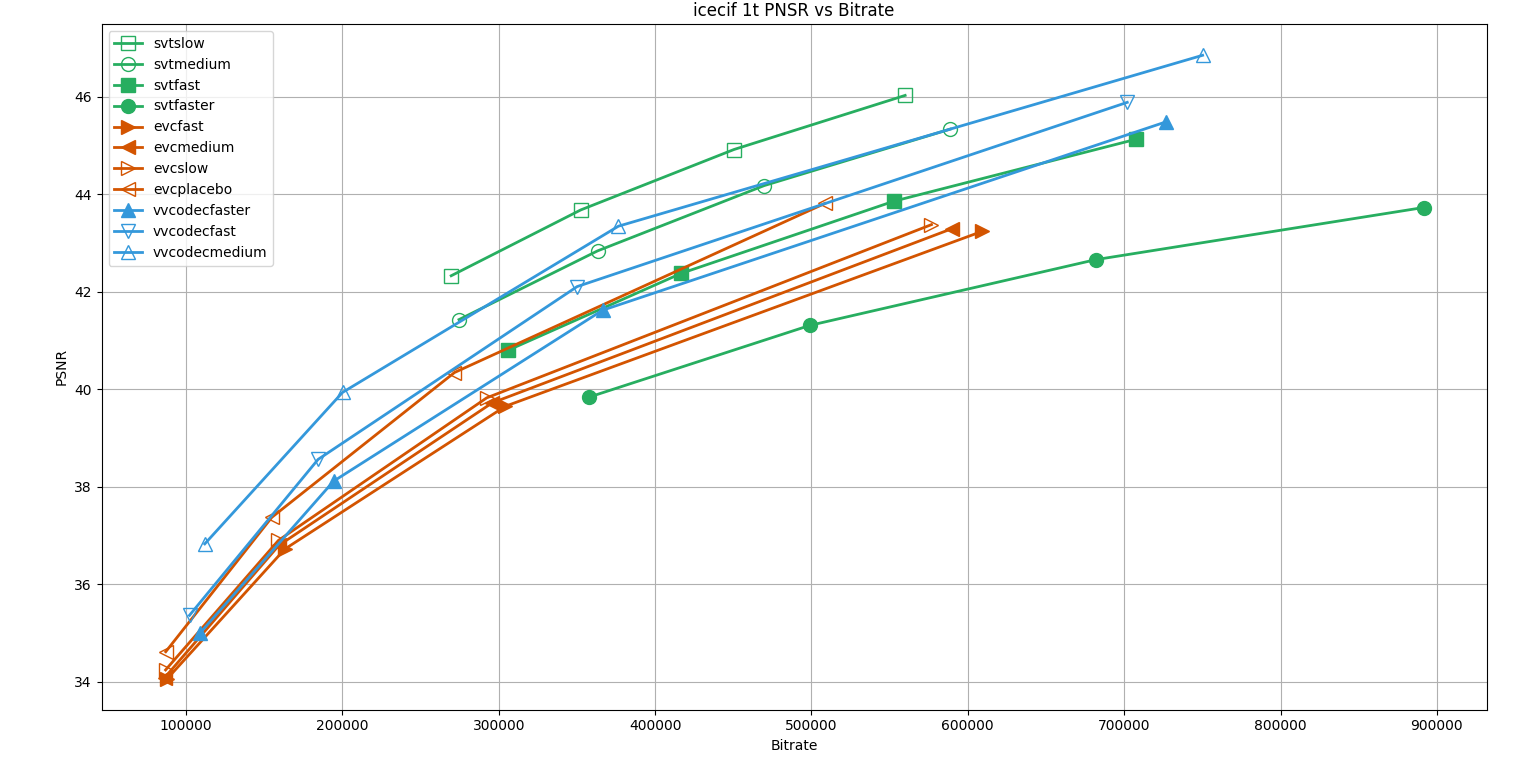 icecif 1t PNSR vs Bitrate
svtslow
svtmedium
svtfast
svtfaster
evcfast
evcmedium
evcslow
evcplacebo
vvcodecfaster
vvcodecfast
vvcodecmedium
46
44
42
40
38
36
34
PSNR
100000 200000 300000 400000 500000 600000 700000 800000 900000
Bitrate